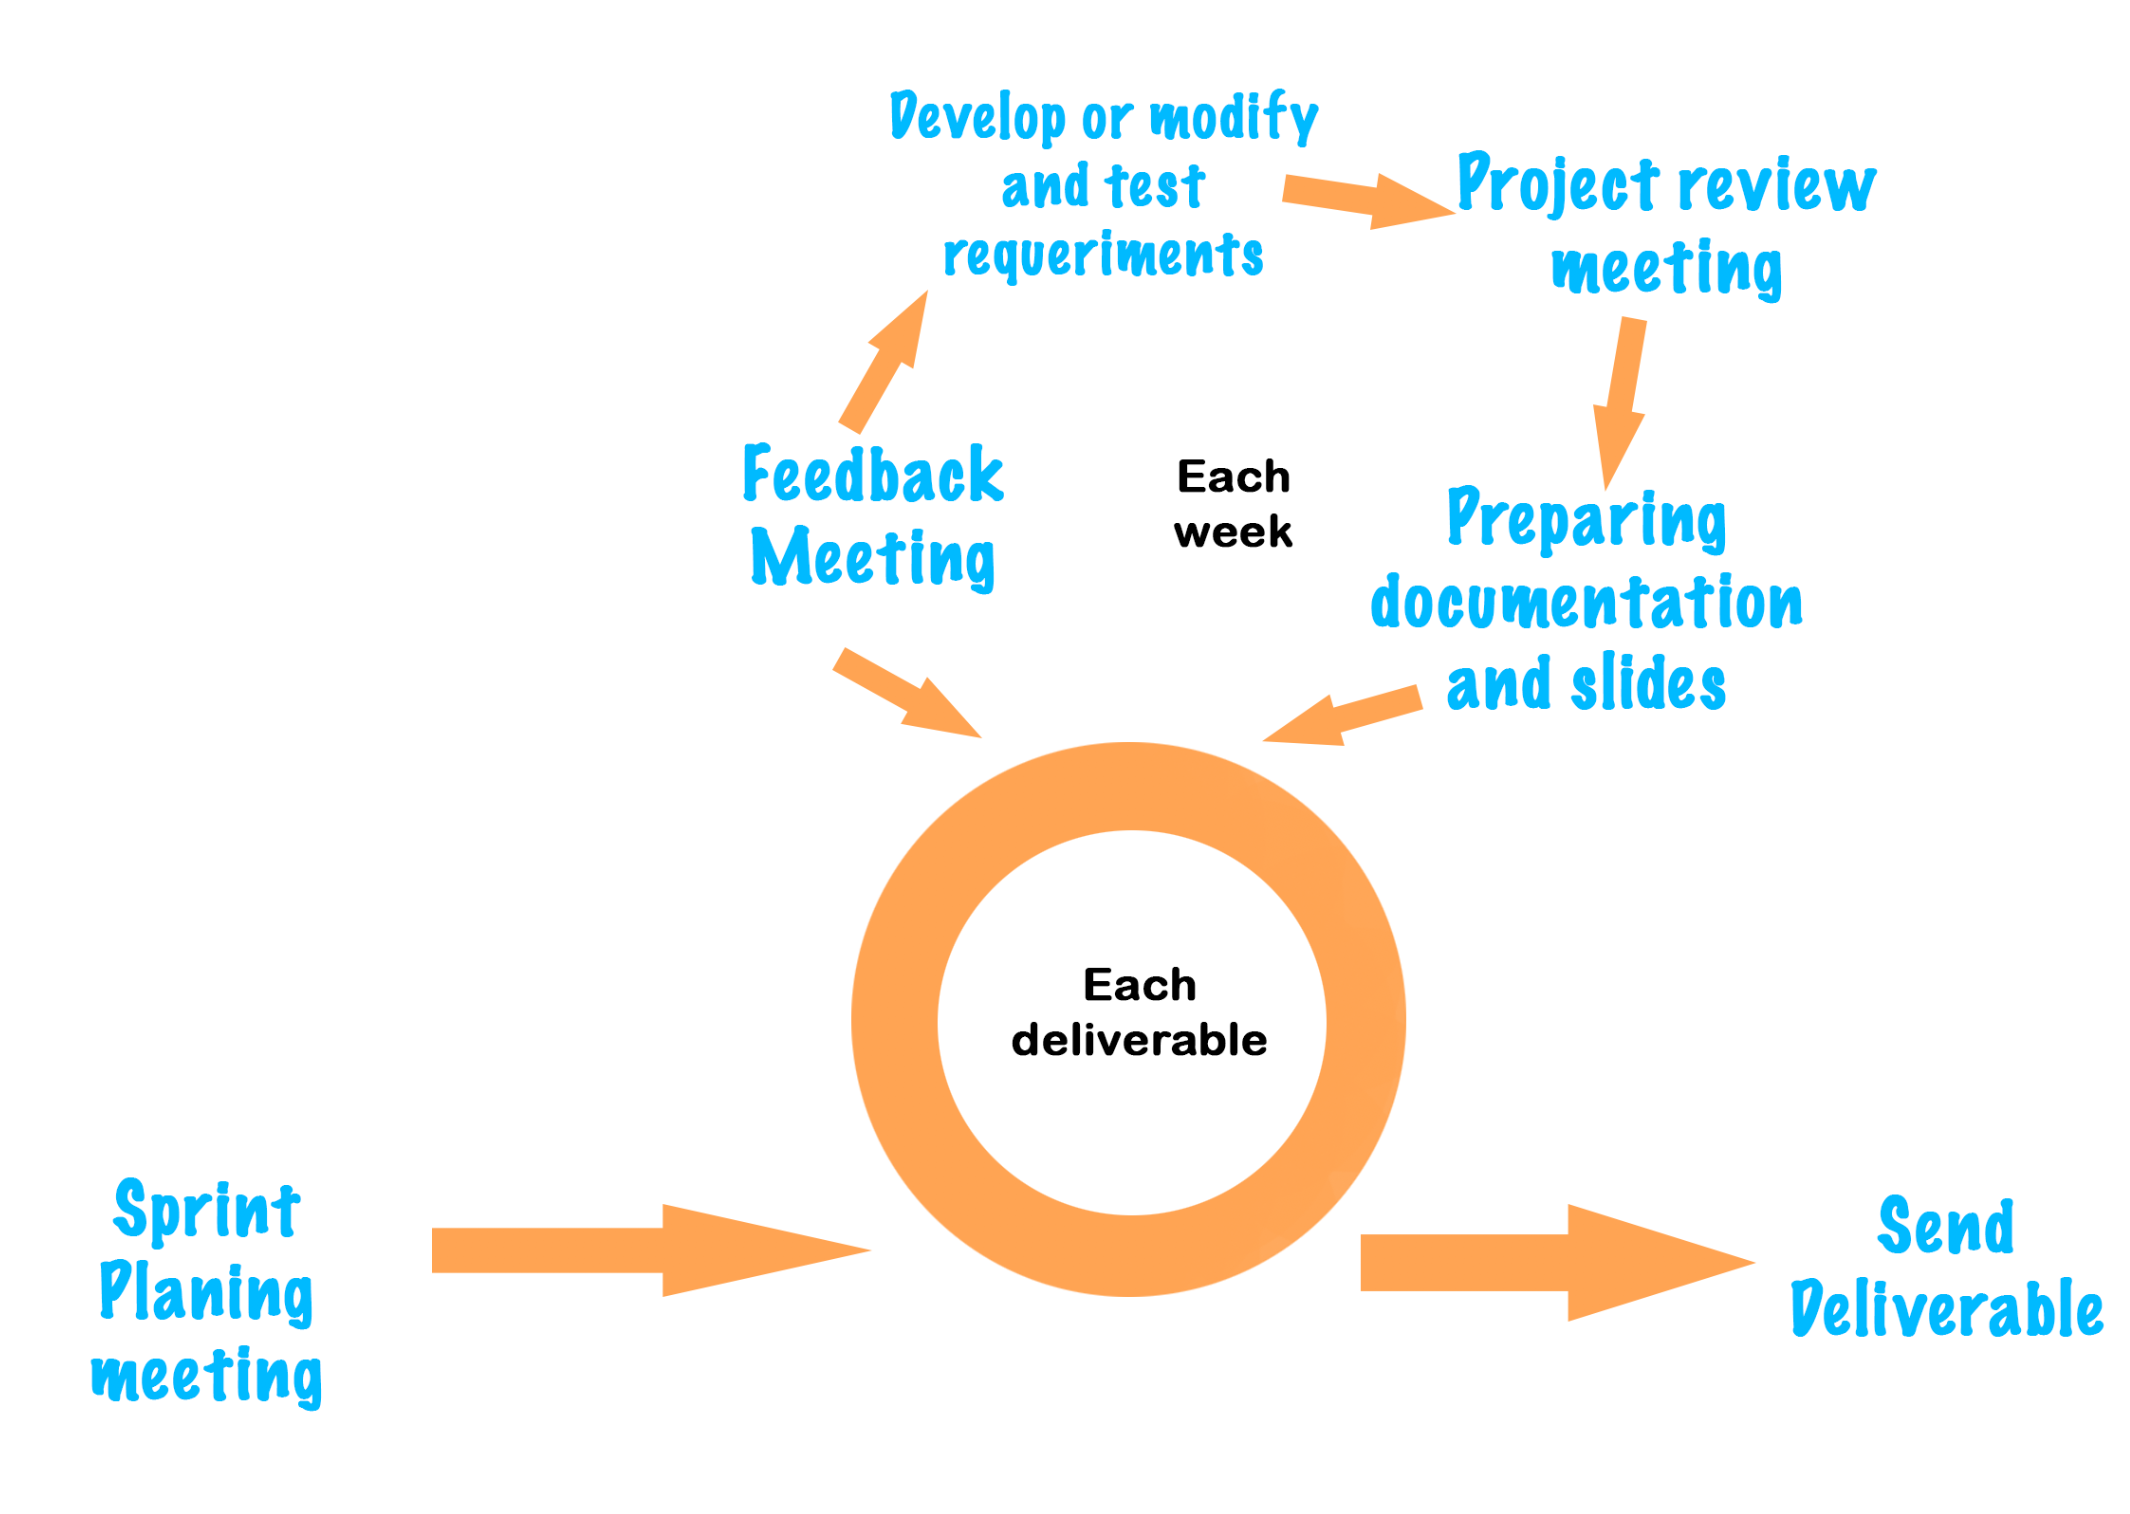 Develop or modify
and test
requeriments
Project review
meeting
Feedback
Meeting
Each
week
Preparing
documentation
and slides
Each
deliverable
Sprint
Planing
meeting
Send
Deliverable